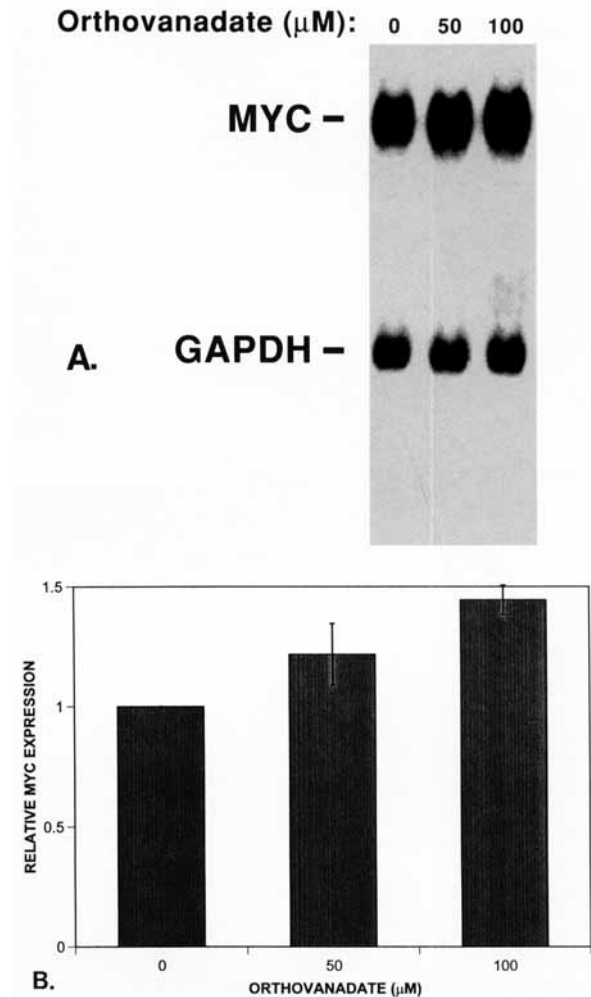 Orthovanadate (μM): 0 50 100
MYC –
GAPDH –
A.
1.5
1
0.5
0
RELATIVE MYC EXPRESSION
0 50 100
ORTHOVANADATE (μM)
B.